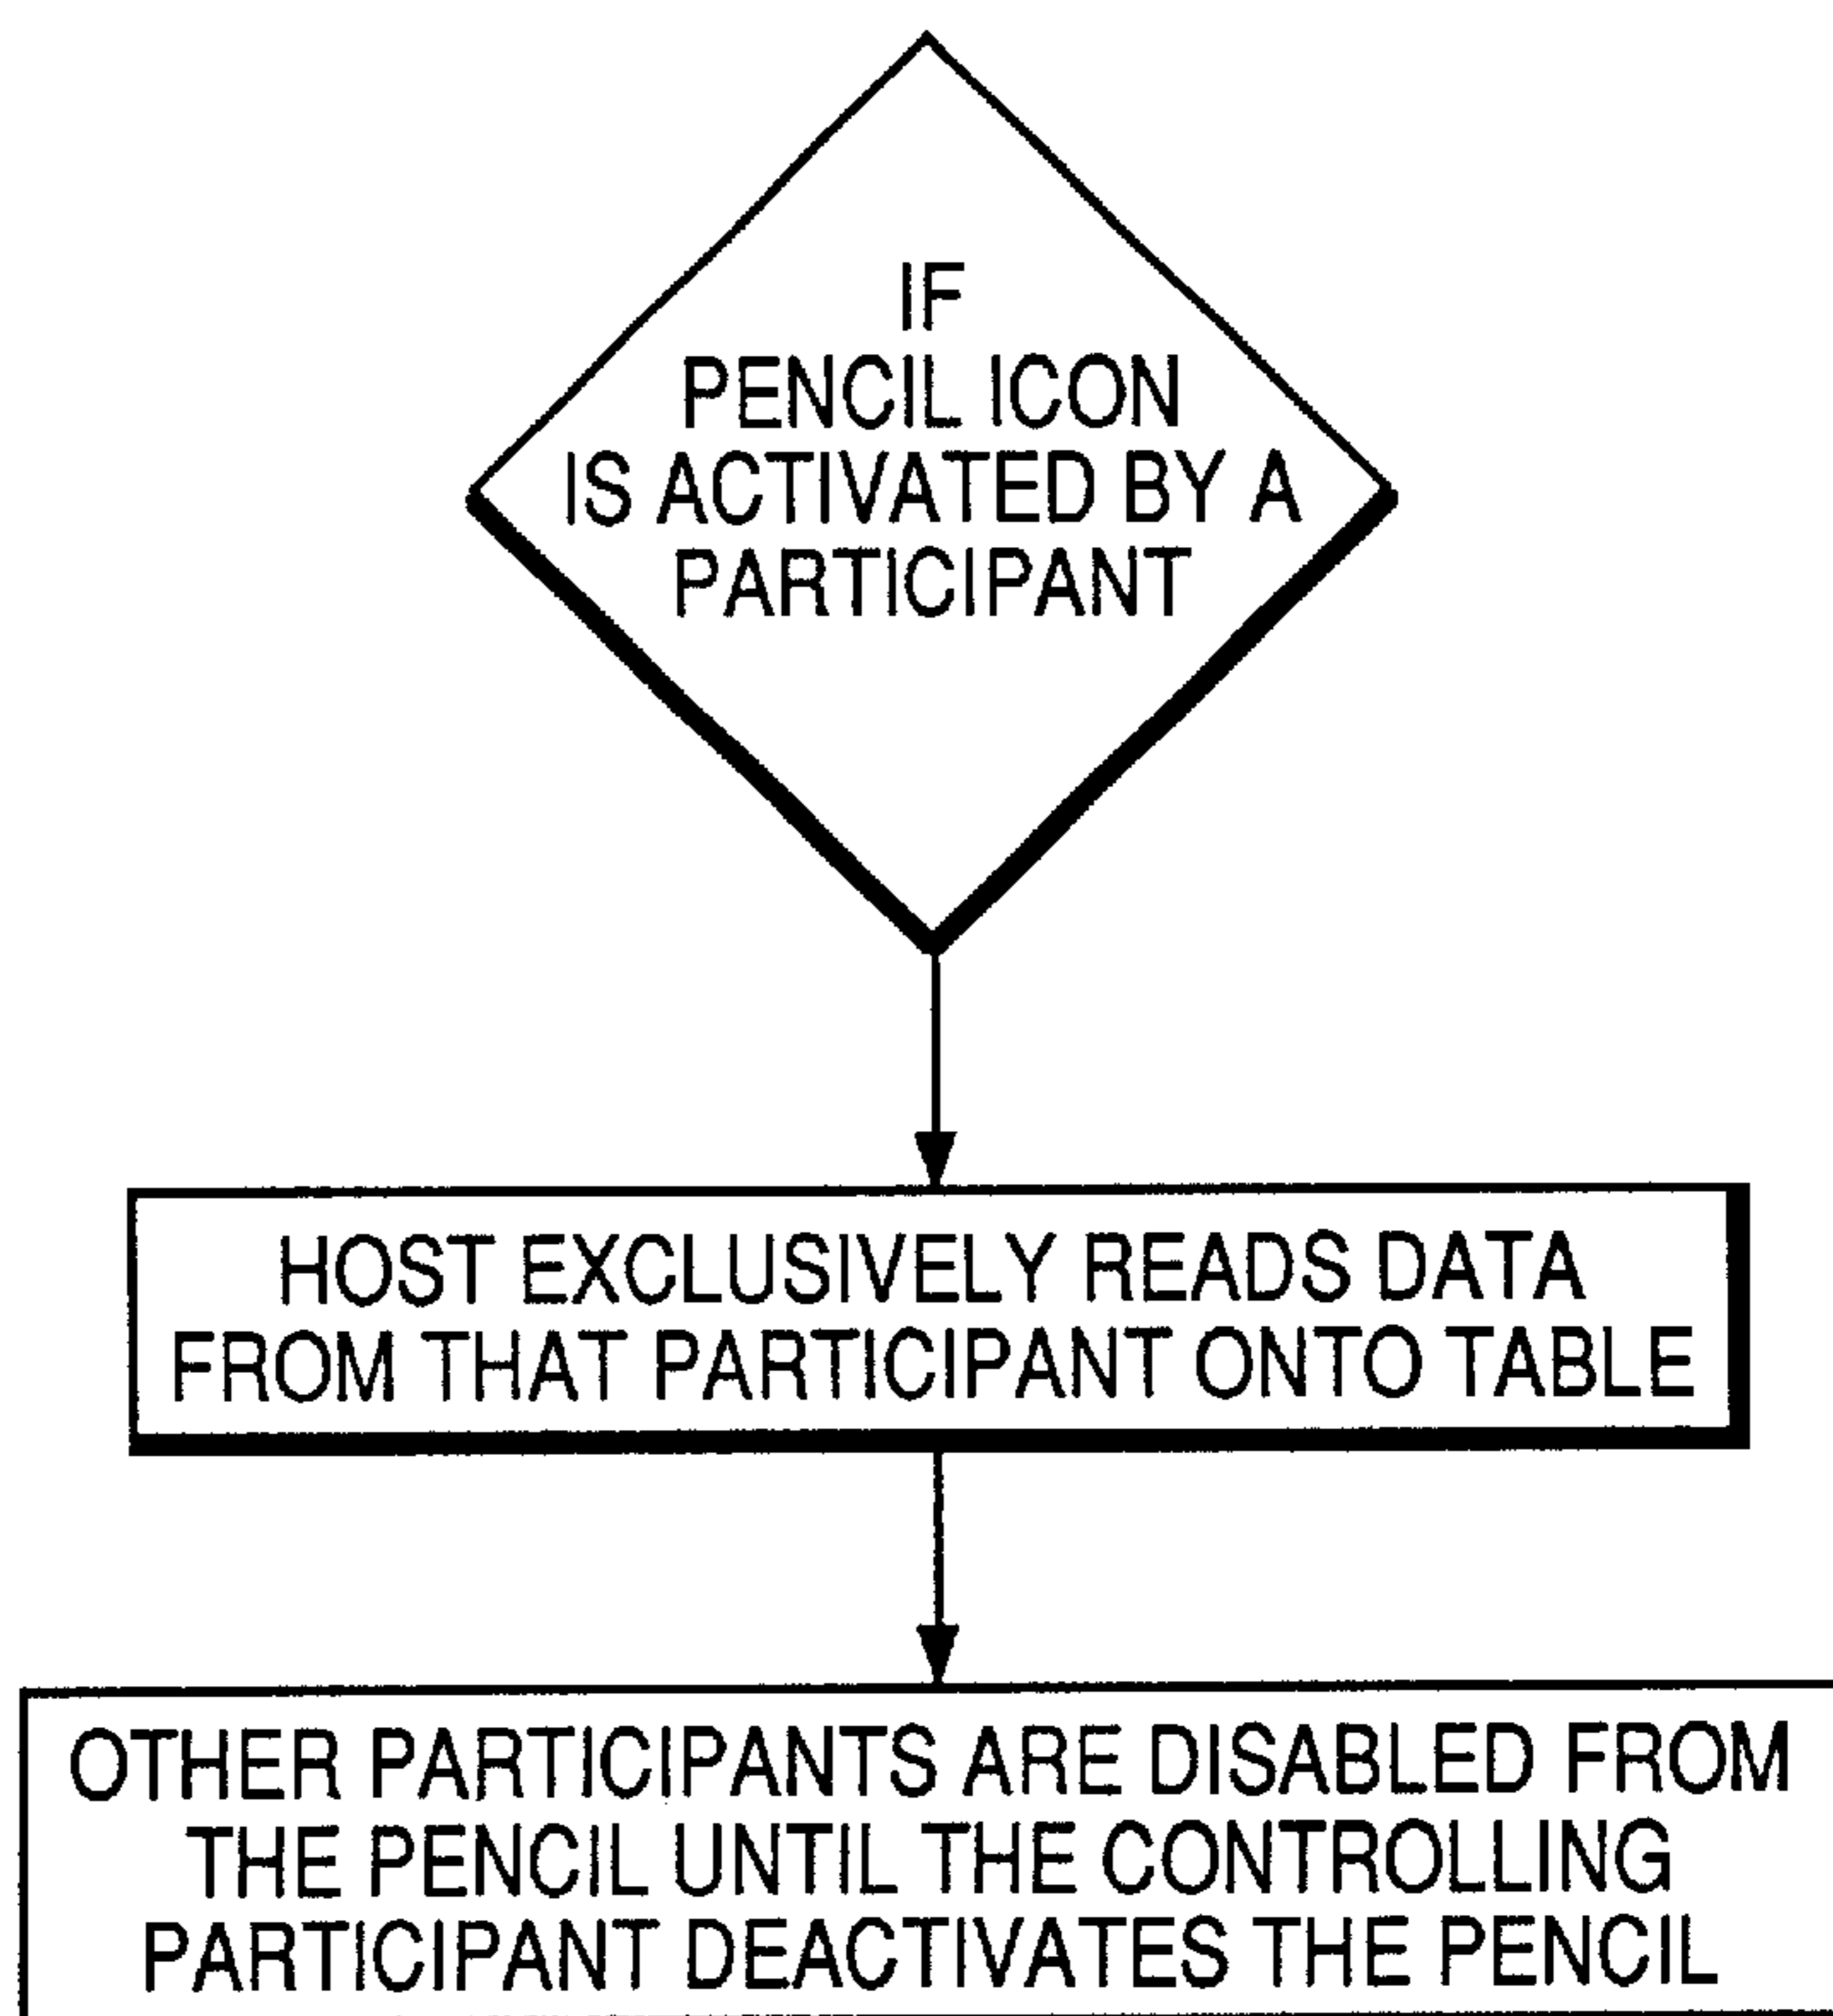 IF
PENCIL ICON
IS ACTIVATED BY A
PARTICIPANT
HOST EXCLUSIVELY READS DATA
FROM THAT PARTICIPANT ONTO TABLE
OTHER PARTICIPANTS ARE DISABLED FROM
THE PENCIL UNTIL THE CONTROLLING
PARTICIPANT DEACTIVATES THE PENCIL